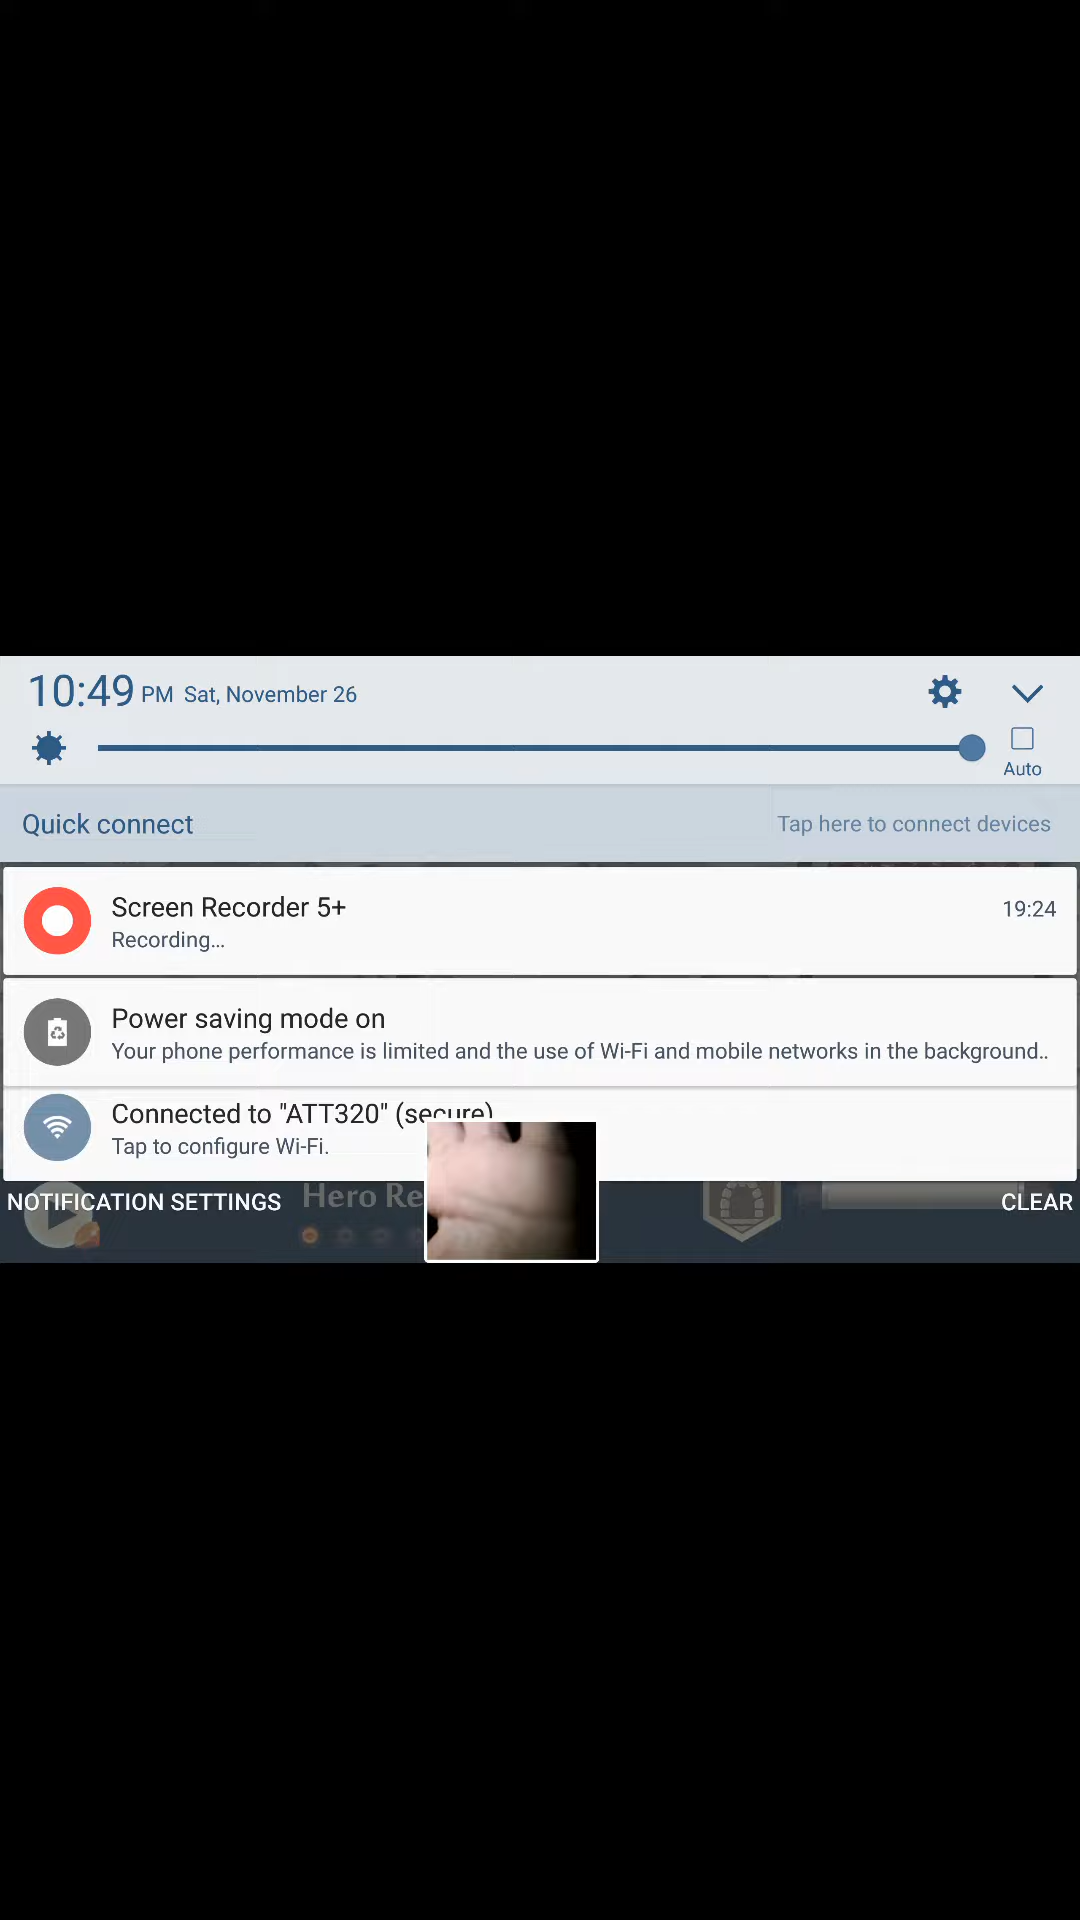 10:49 PM Sat, November 26
Auto
Quick connect Tap here to connect devices
Screen Recorder 5+ 19:24
Recording...
Power saving mode on
Your phone performance is limited and the use of Wi-Fi and mobile networks in the background..
Connected to "ATT320" (secure)
Tap to configure Wi-Fi.
NOTIFICATION SETTINGS Hero Re CLEAR